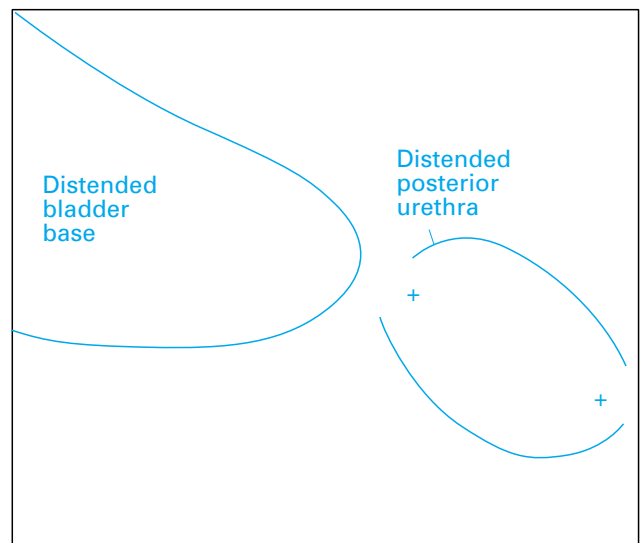 Distended
bladder
base
Distended
posterior
urethra
+
+